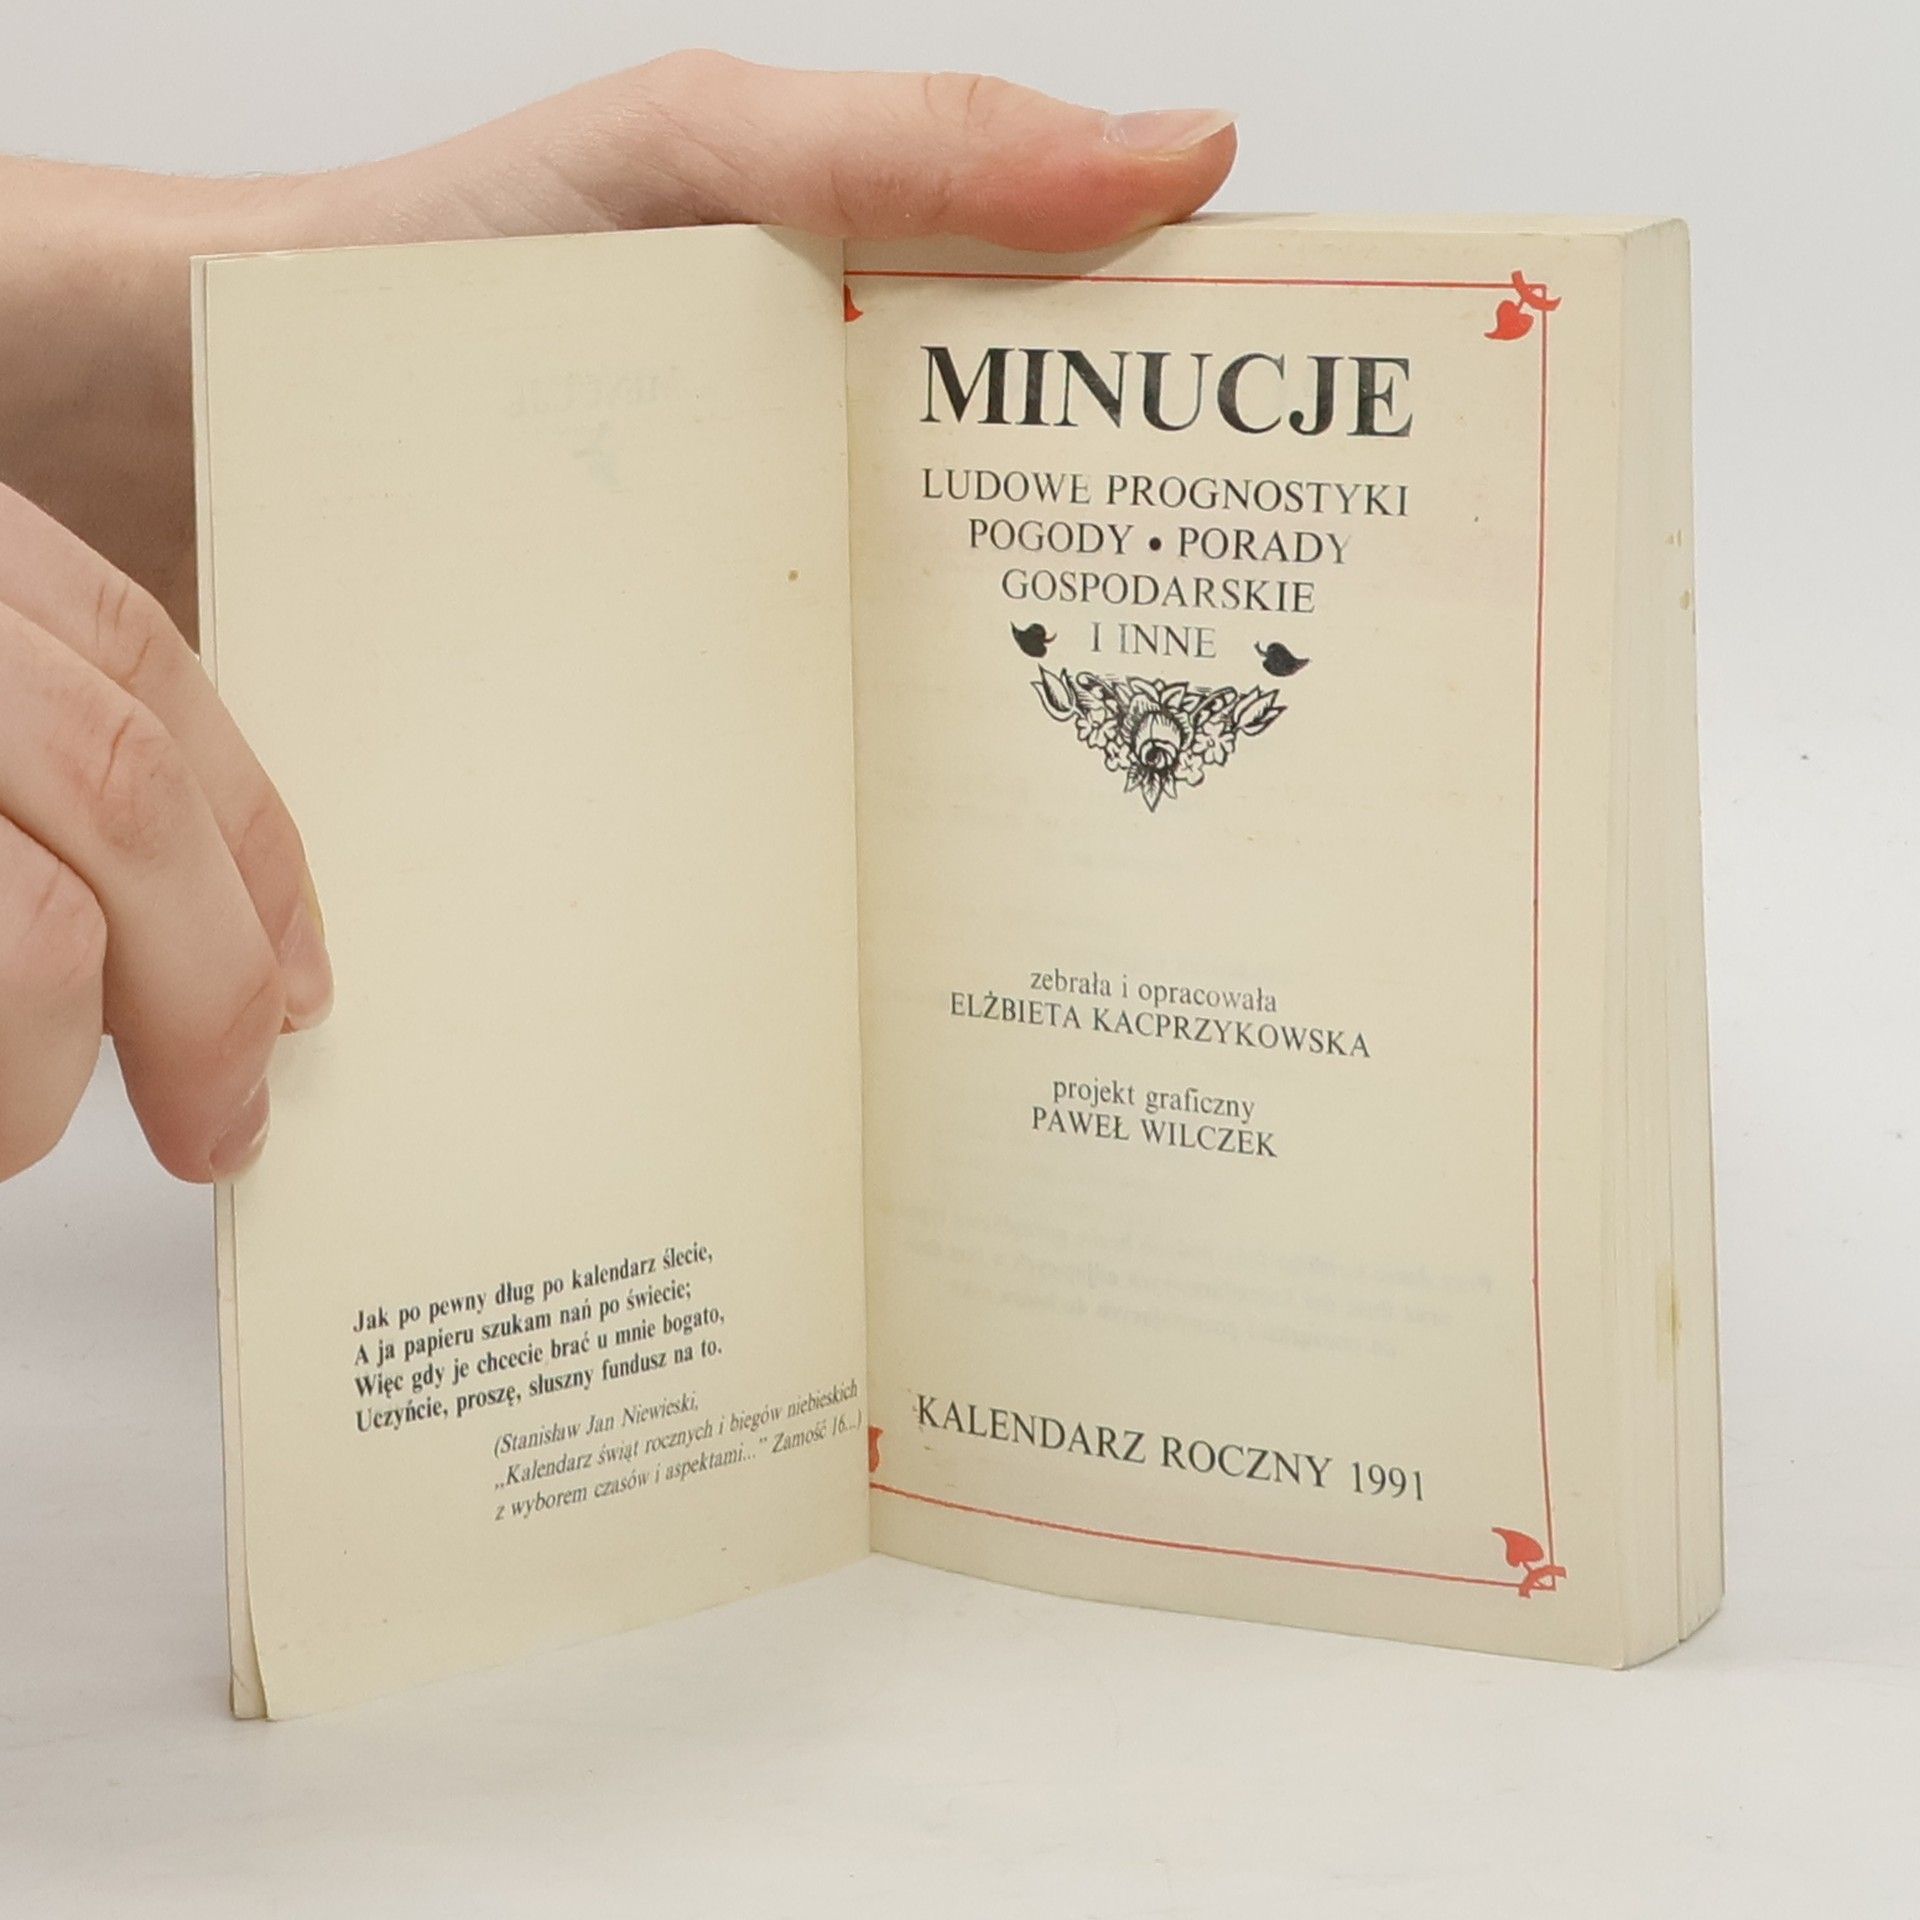 Jak po pewny dług po kalendarz ślecie,
A ja papieru szukam nań po świecie;
Więc gdy je chcecie brać u mnie bogato,
Uczyńcie, proszę, słuszny fundusz na to.
(Stanisław Jan Niewieski,
„Kalendarz świąt rocznych i biegów niebieskich
z wyborem czasów i aspektami...” Zamość 16...)
MINUCJE
LUDOWE PROGNOSTYKI
POGODY • PORADY
GOSPODARSKIE
I INNE
zebrała i opracowała
ELŻBIETA KACPRZYKOWSKA
projekt graficzny
PAWEŁ WILCZEK
KALENDARZ ROCZNY 1991